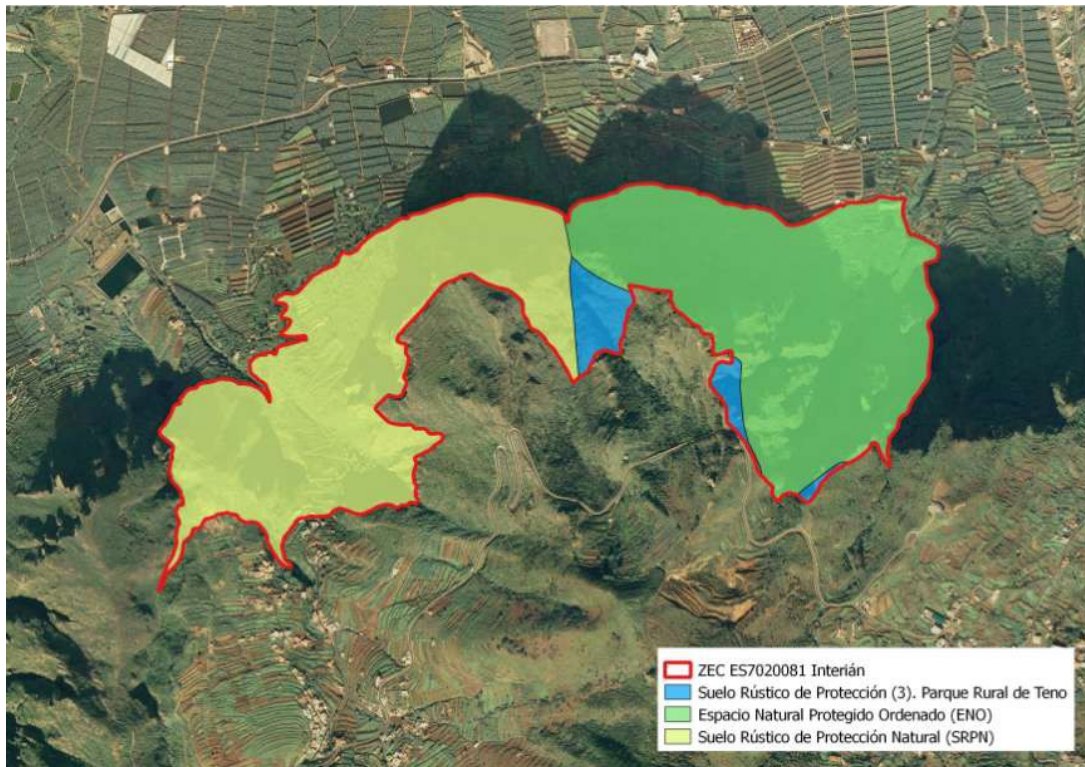 ZEC ES7020081 Interián
Suelo Rústico de Protección (3). Parque Rural de Teno
Espacio Natural Protegido Ordenado (ENO)
Suelo Rústico de Protección Natural (SRPN)